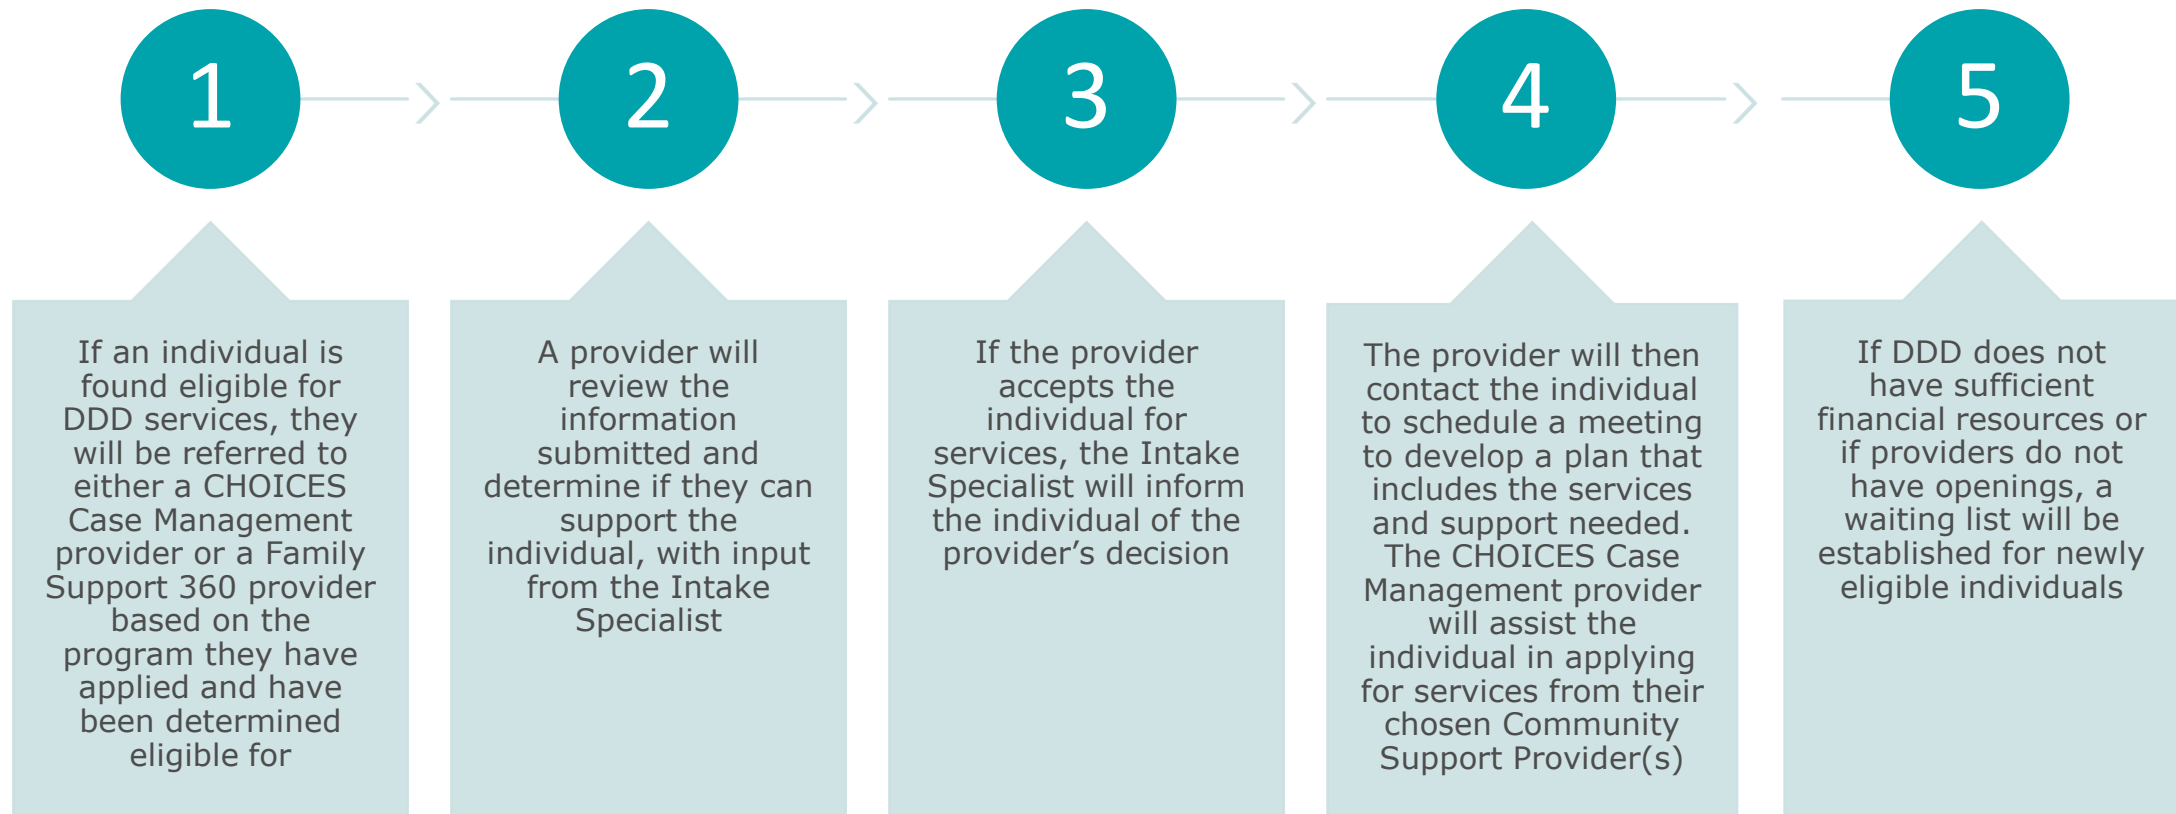 1
2
3
4
5
If an individual is
found eligible for
DDD services, they
will be referred to
either a CHOICES
Case Management
provider or a Family
Support 360 provider
based on the
program they have
applied and have
been determined
eligible for
A provider will
review the
information
submitted and
determine if they can
support the
individual, with input
from the Intake
Specialist
If the provider
accepts the
individual for
services, the Intake
Specialist will inform
the individual of the
provider’s decision
The provider will then
contact the individual
to schedule a meeting
to develop a plan that
includes the services
and support needed.
The CHOICES Case
Management provider
will assist the
individual in applying
for services from their
chosen Community
Support Provider(s)
If DDD does not
have sufficient
financial resources or
if providers do not
have openings, a
waiting list will be
established for newly
eligible individuals